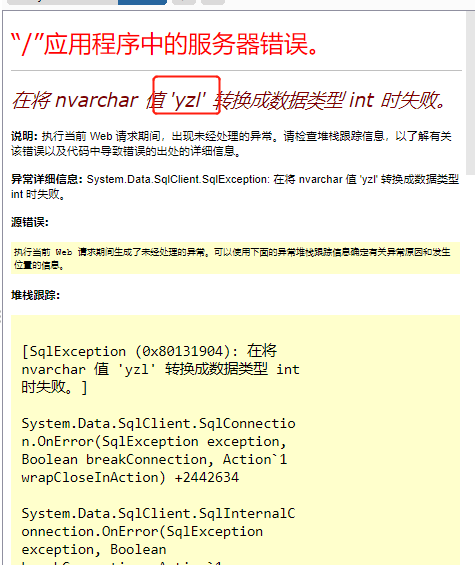 “/”应用程序中的服务器错误。
在将 nvarchar 值 'yzl' 转换成数据类型 int 时失败。
说明: 执行当前 Web 请求期间，出现未经处理的异常。请检查堆栈跟踪信息，以了解有关
该错误以及代码中导致错误的出处的详细信息。
异常详细信息: System.Data.SqlClient.SqlException: 在将 nvarchar 值 'yzl' 转换成数据类型
int 时失败。
源错误:
执行当前 Web 请求期间生成了未经处理的异常。可以使用下面的异常堆栈跟踪信息确定有关异常原因和发生
位置的信息。
堆栈跟踪:
[SqlException (0x80131904): 在将
nvarchar 值 'yzl' 转换成数据类型 int
时失败。]
System.Data.SqlClient.SqlConnectio
n.OnError(SqlException exception,
Boolean breakConnection, Action`1
wrapCloseInAction) +2442634
System.Data.SqlClient.SqlInternalC
onnection.OnError(SqlException
exception, Boolean